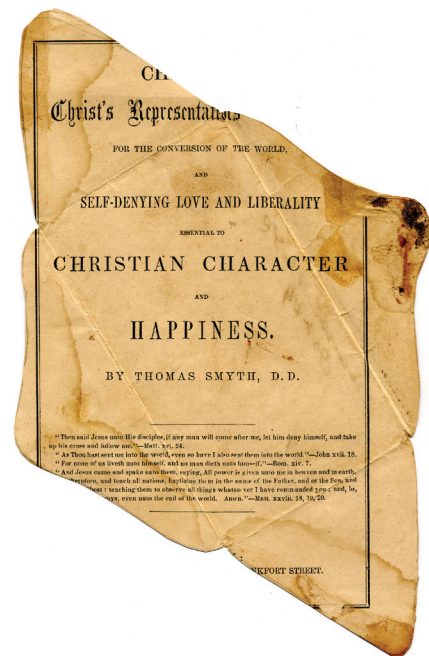 CH
Christ's Representatives
FOR THE CONVERSION OF THE WORLD,
AND
SELF-DENYING LOVE AND LIBERALITY
ESSENTIAL TO
CHRISTIAN CHARACTER
AND
HAPPINESS.
BY THOMAS SMYTH, D.D.
"Then said Jesus unto His disciples, if any man will come after me, let him deny himself, and take
up his cross and follow me."—Matt. xvi. 24.
"As Thou hast sent me into the world, even so have I also sent them into the world."—John xvii. 18.
"For none of us liveth unto himself, and no man dieth unto himself."—Rom. xiv. 7.
"And Jesus came and spake unto them, saying, All power is given unto me in heaven and in earth.
therefore, and teach all nations, baptizing them in the name of the Father, and of the Son, and
host: teaching them to observe all things whatsoever I have commanded you; and, lo,
ays, even unto the end of the world. Amen."—Matt. xxviii. 18, 19, 20.
NKFORT STREET.